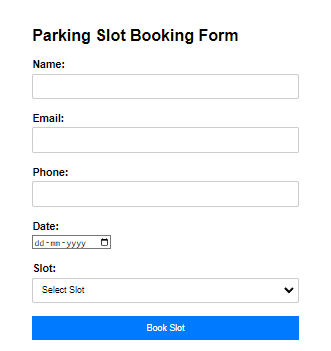 Parking Slot Booking Form
Name:
Email:
Phone:
Date:
dd-mm-yyyy
Slot:
Select Slot
Book Slot